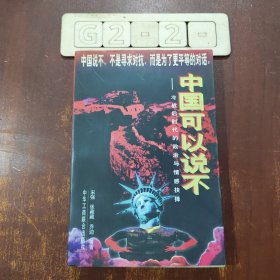 G2-20
中国说不，不是寻求对抗，而是为了更平等的对话。
中国可以说不
——冷战后时代的政治与情感抉择
宋强 张藏藏 乔边
中华工商联合出版社